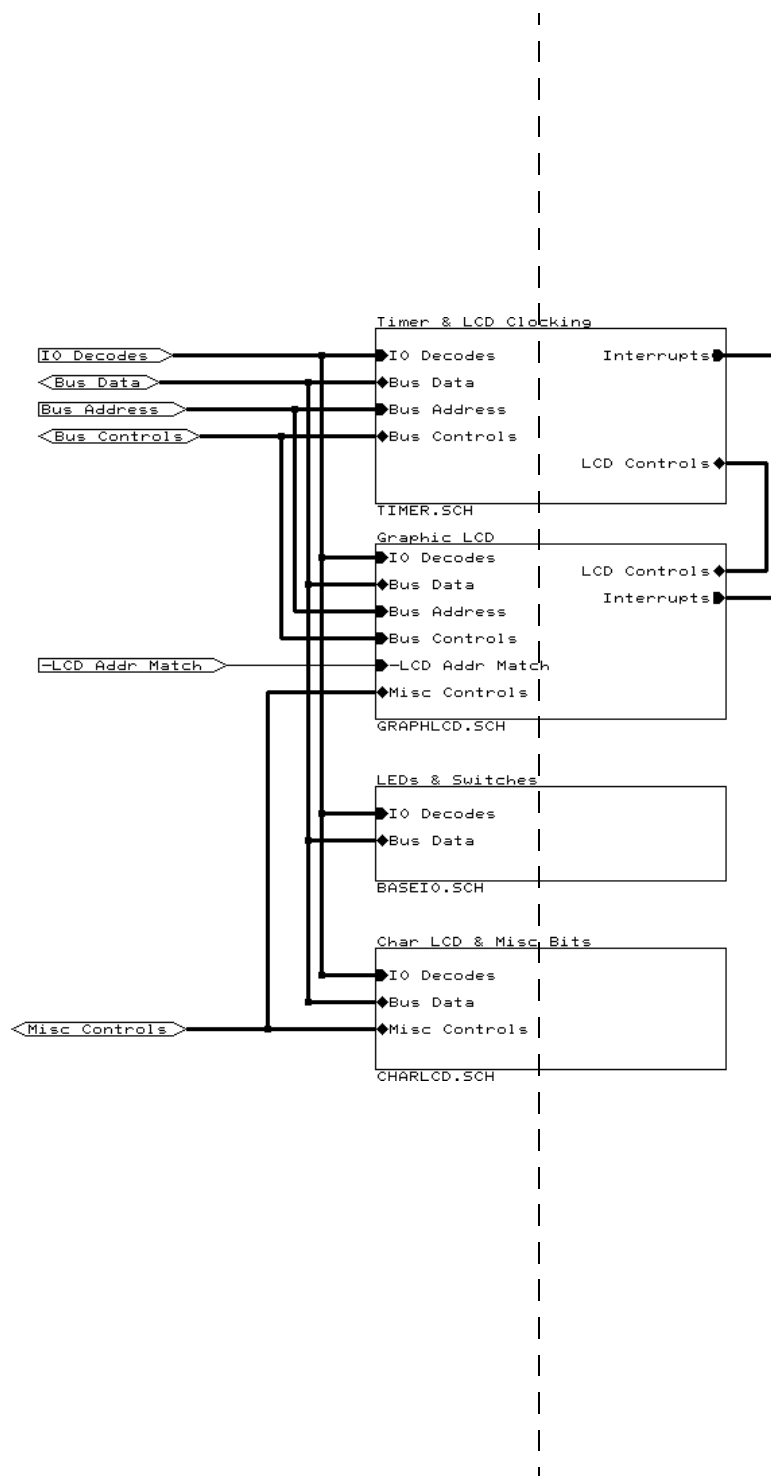 Timer & LCD Clocking
IO Decodes
IO Decodes
Interrupts
Bus Data
Bus Data
Bus Address
Bus Address
Bus Controls
Bus Controls
LCD Controls
TIMER.SCH
Graphic LCD
IO Decodes
LCD Controls
Bus Data
Interrupts
Bus Address
Bus Controls
-LCD Addr Match
-LCD Addr Match
Misc Controls
GRAPHLCD.SCH
LEDs & Switches
IO Decodes
Bus Data
BASEIO.SCH
Char LCD & Misc Bits
IO Decodes
Bus Data
Misc Controls
Misc Controls
CHARLCD.SCH